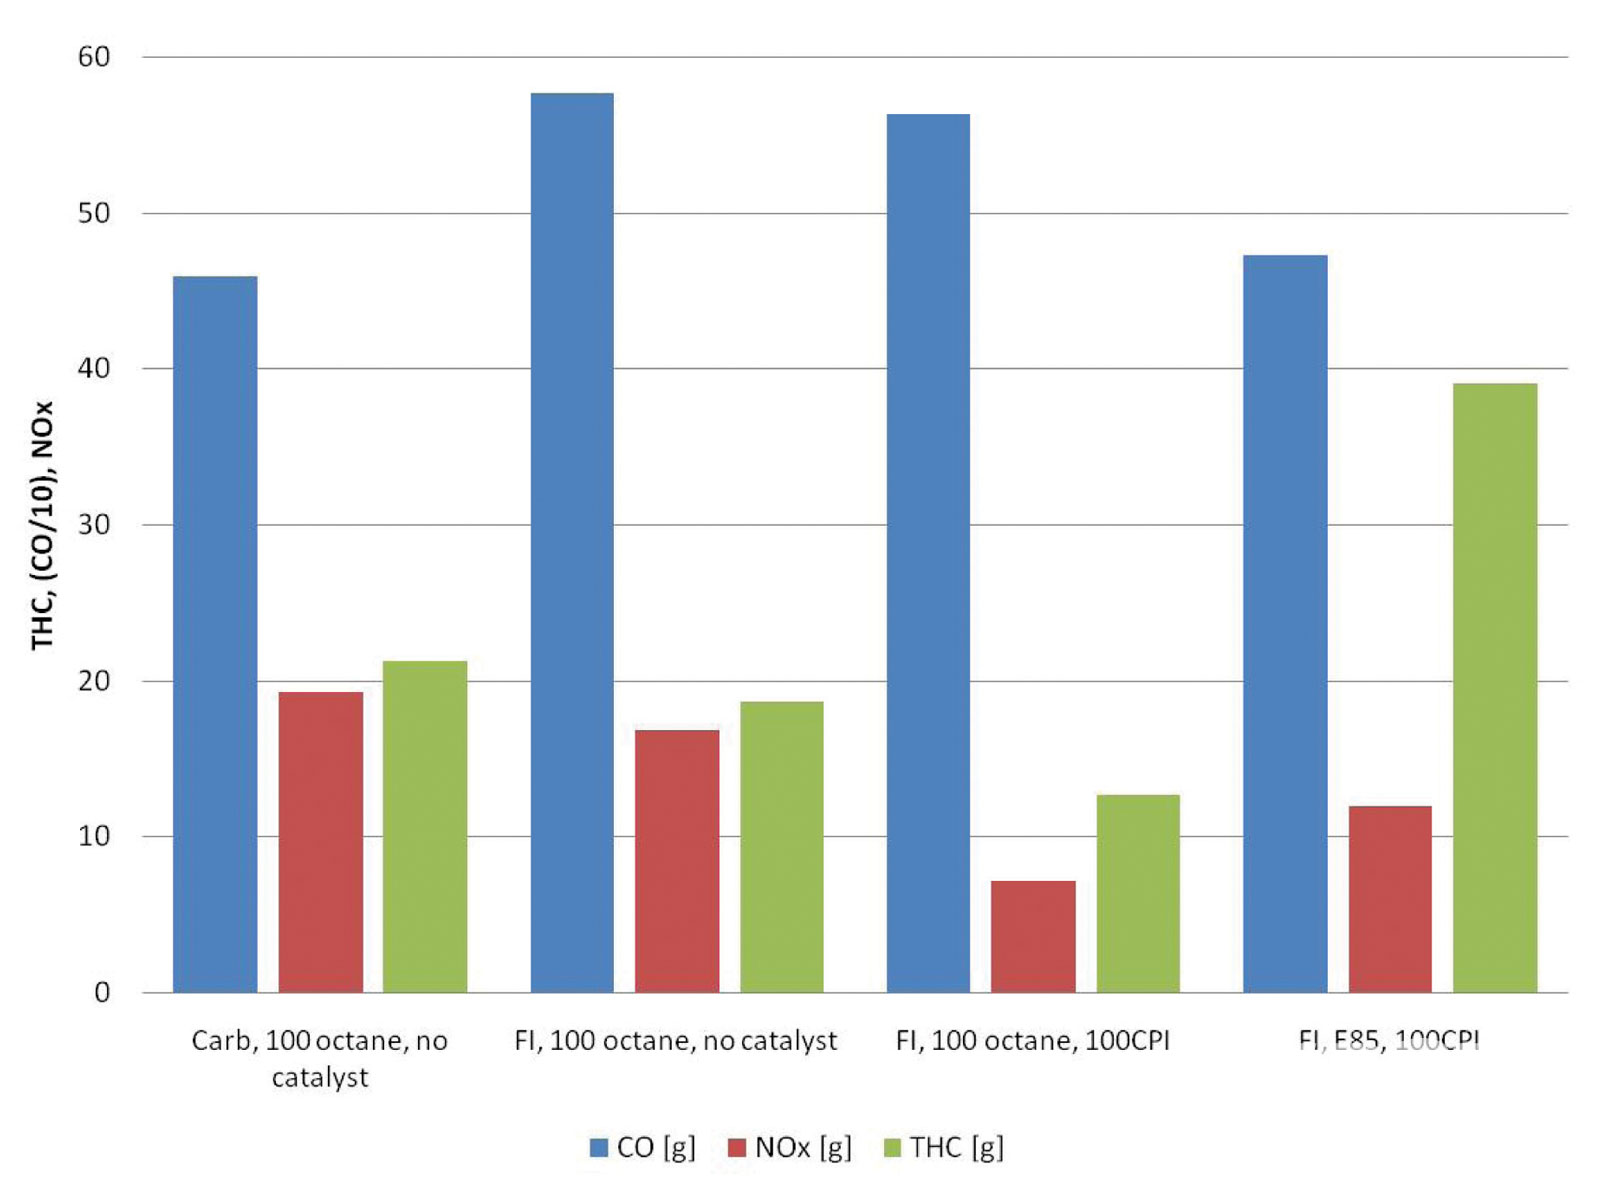 60
50
40
30
20
10
0
THC, (CO/10), NOx
Carb, 100 octane, no
catalyst
FI, 100 octane, no catalyst
FI, 100 octane, 100CPI
FI, E85, 100CPI
CO [g]
NOx [g]
THC [g]